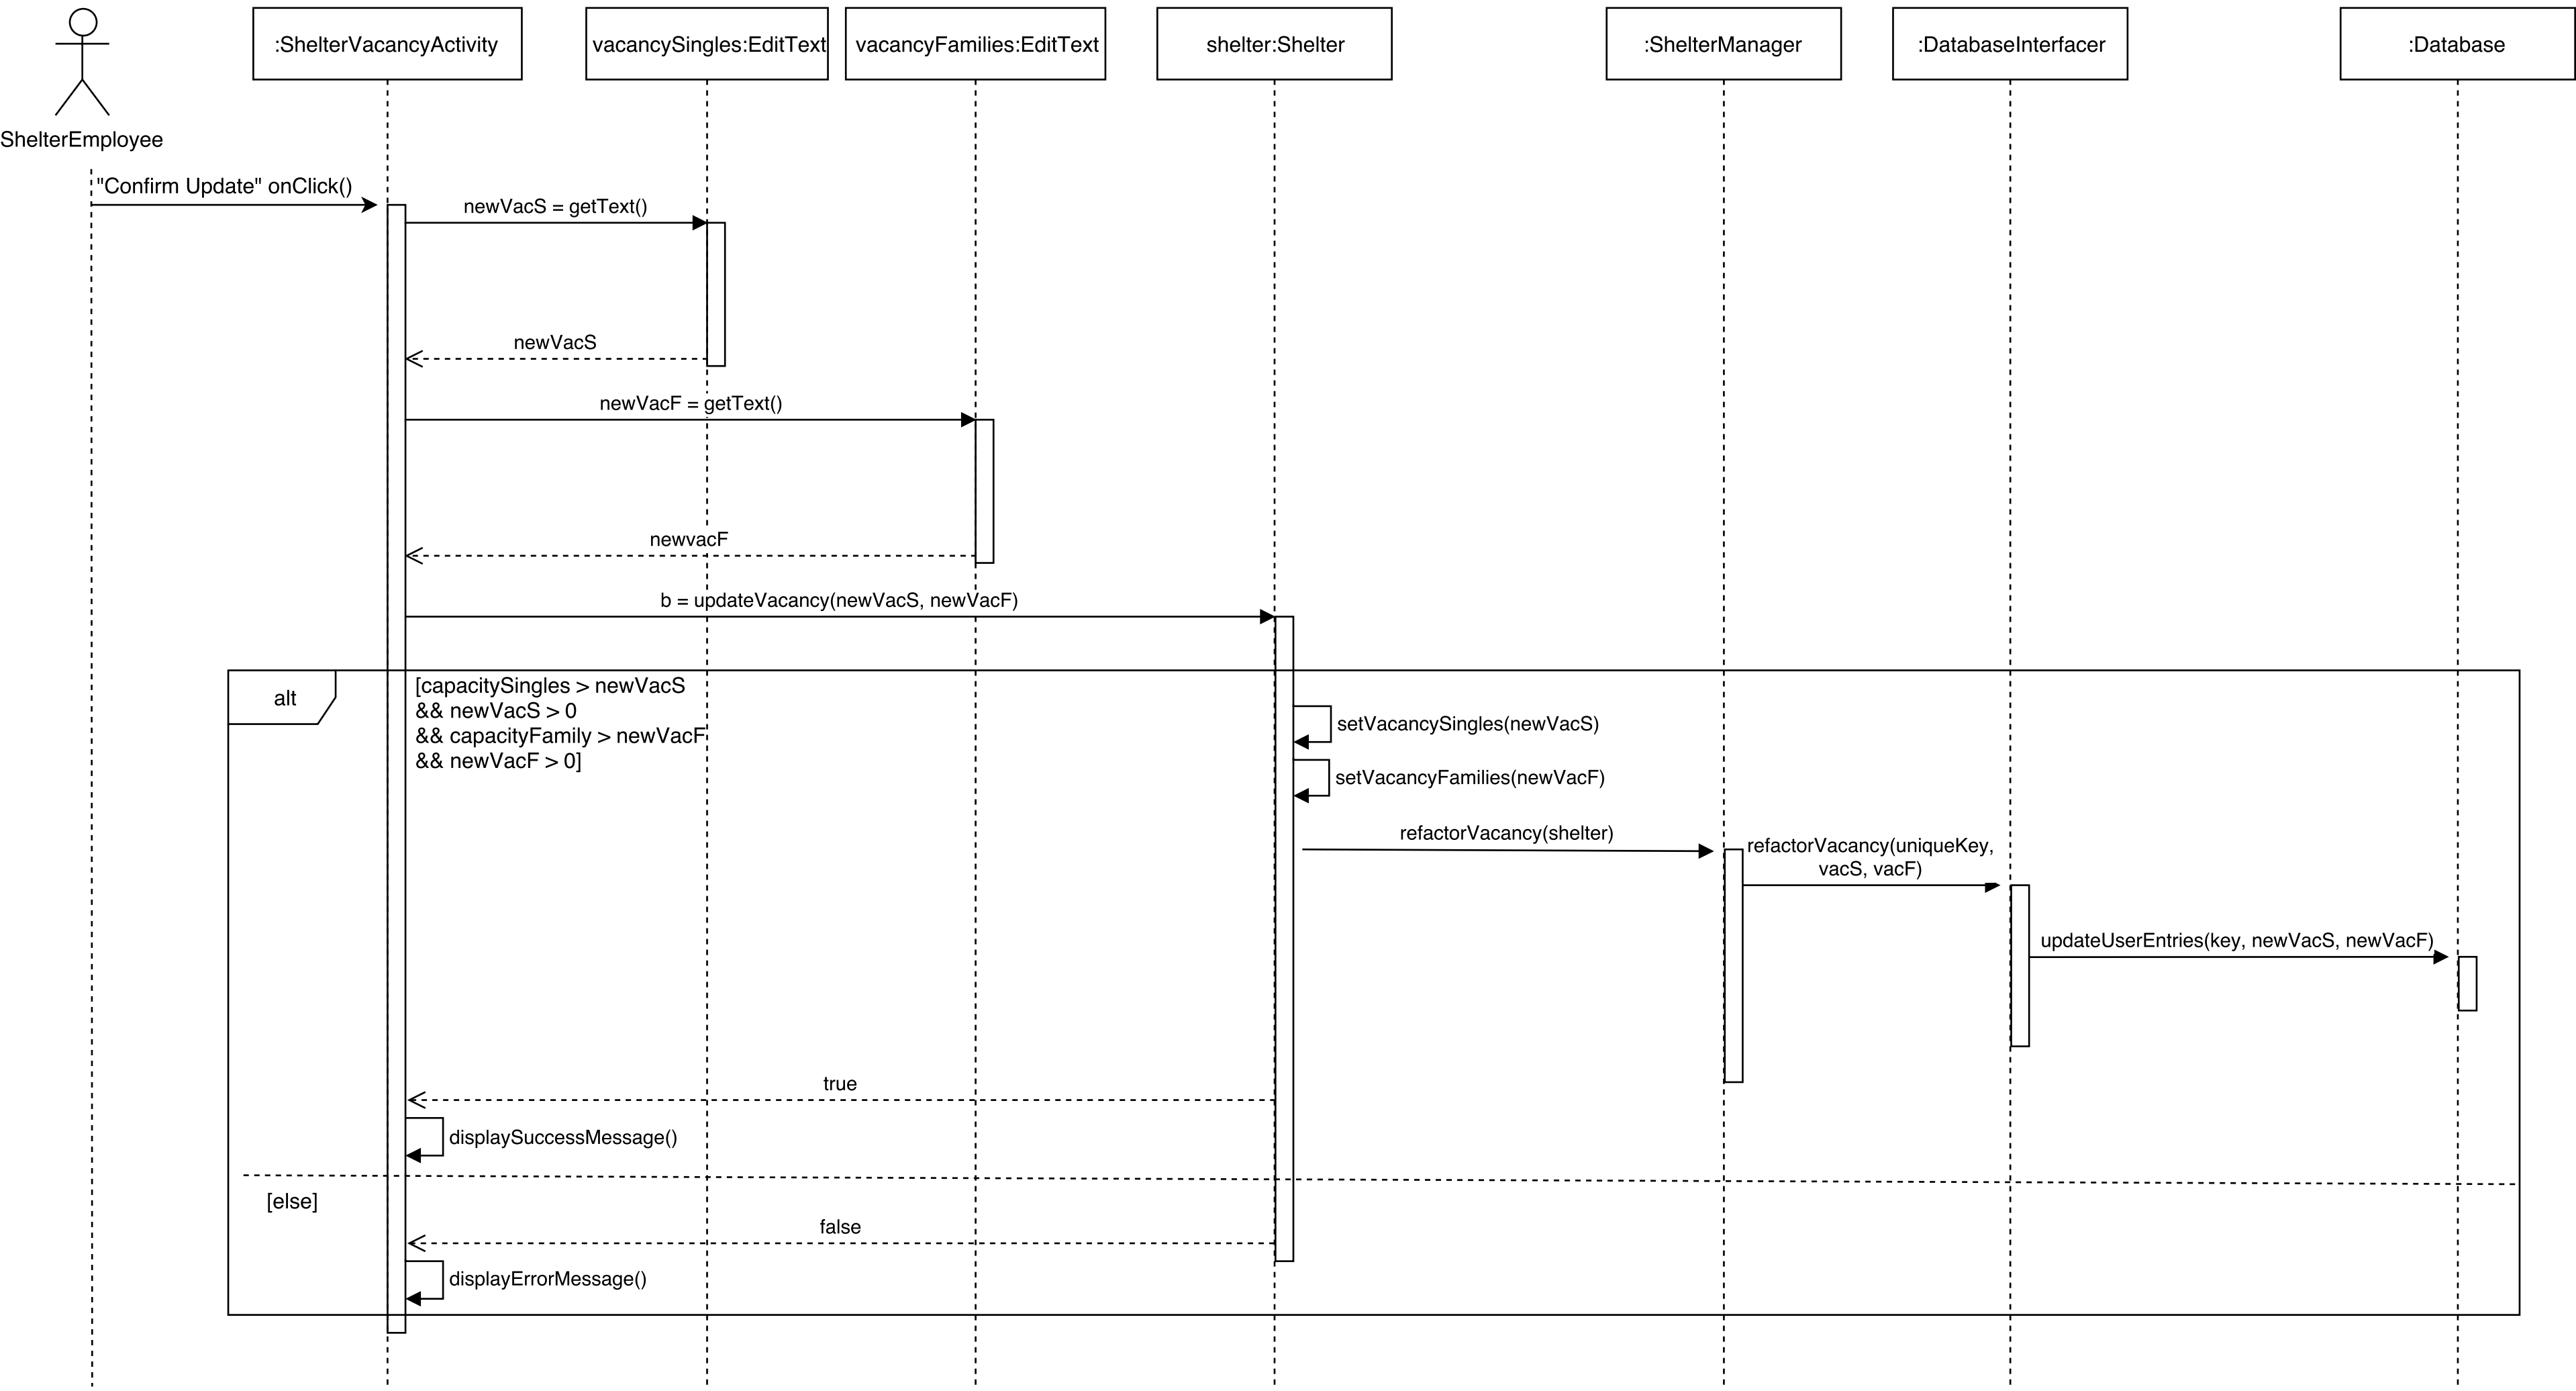 :ShelterVacancyActivity
vacancySingles:EditText
vacancyFamilies:EditText
shelter:Shelter
:ShelterManager
:DatabaseInterfacer
:Database
ShelterEmployee
"Confirm Update" onClick()
newVacS = getText()
newVacS
newVacF = getText()
newvacF
b = updateVacancy(newVacS, newVacF)
alt
[capacitySingles > newVacS
&& newVacS > 0
&& capacityFamily > newVacF
&& newVacF > 0]
setVacancySingles(newVacS)
setVacancyFamilies(newVacF)
refactorVacancy(shelter)
refactorVacancy(uniqueKey,
vacS, vacF)
updateUserEntries(key, newVacS, newVacF)
true
displaySuccessMessage()
[else]
false
displayErrorMessage()